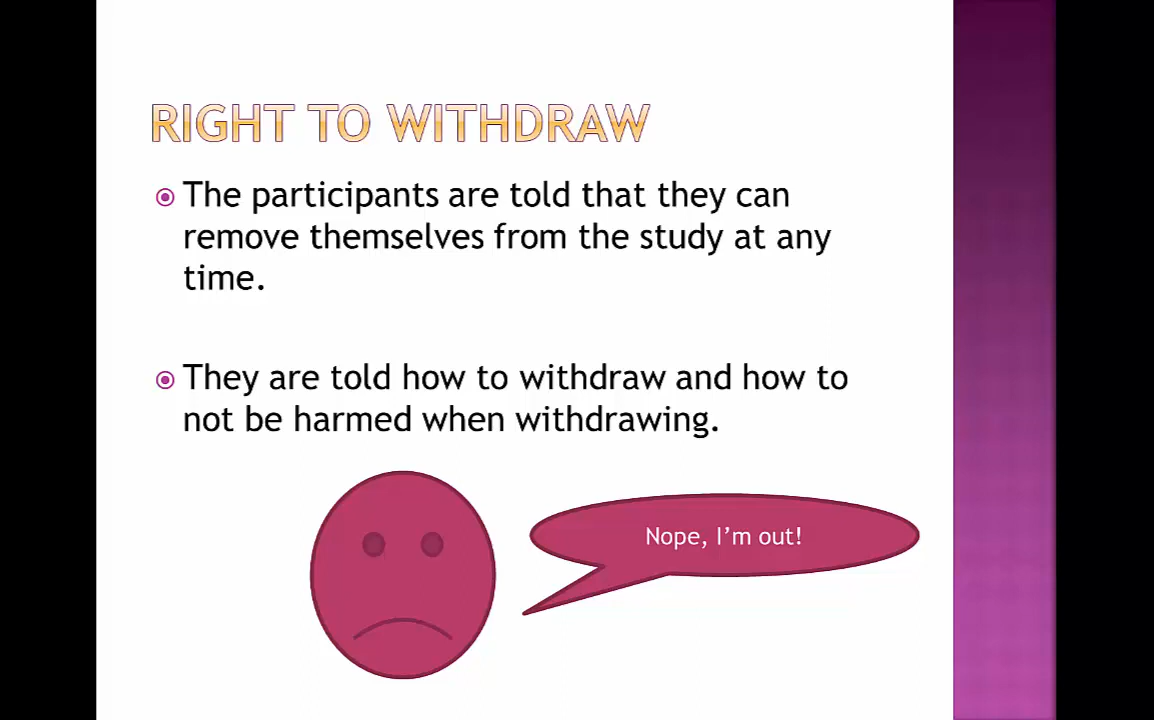 RIGHT TO WITHDRAW
The participants are told that they can
remove themselves from the study at any
time.
They are told how to withdraw and how to
not be harmed when withdrawing.
Nope, I'm out!